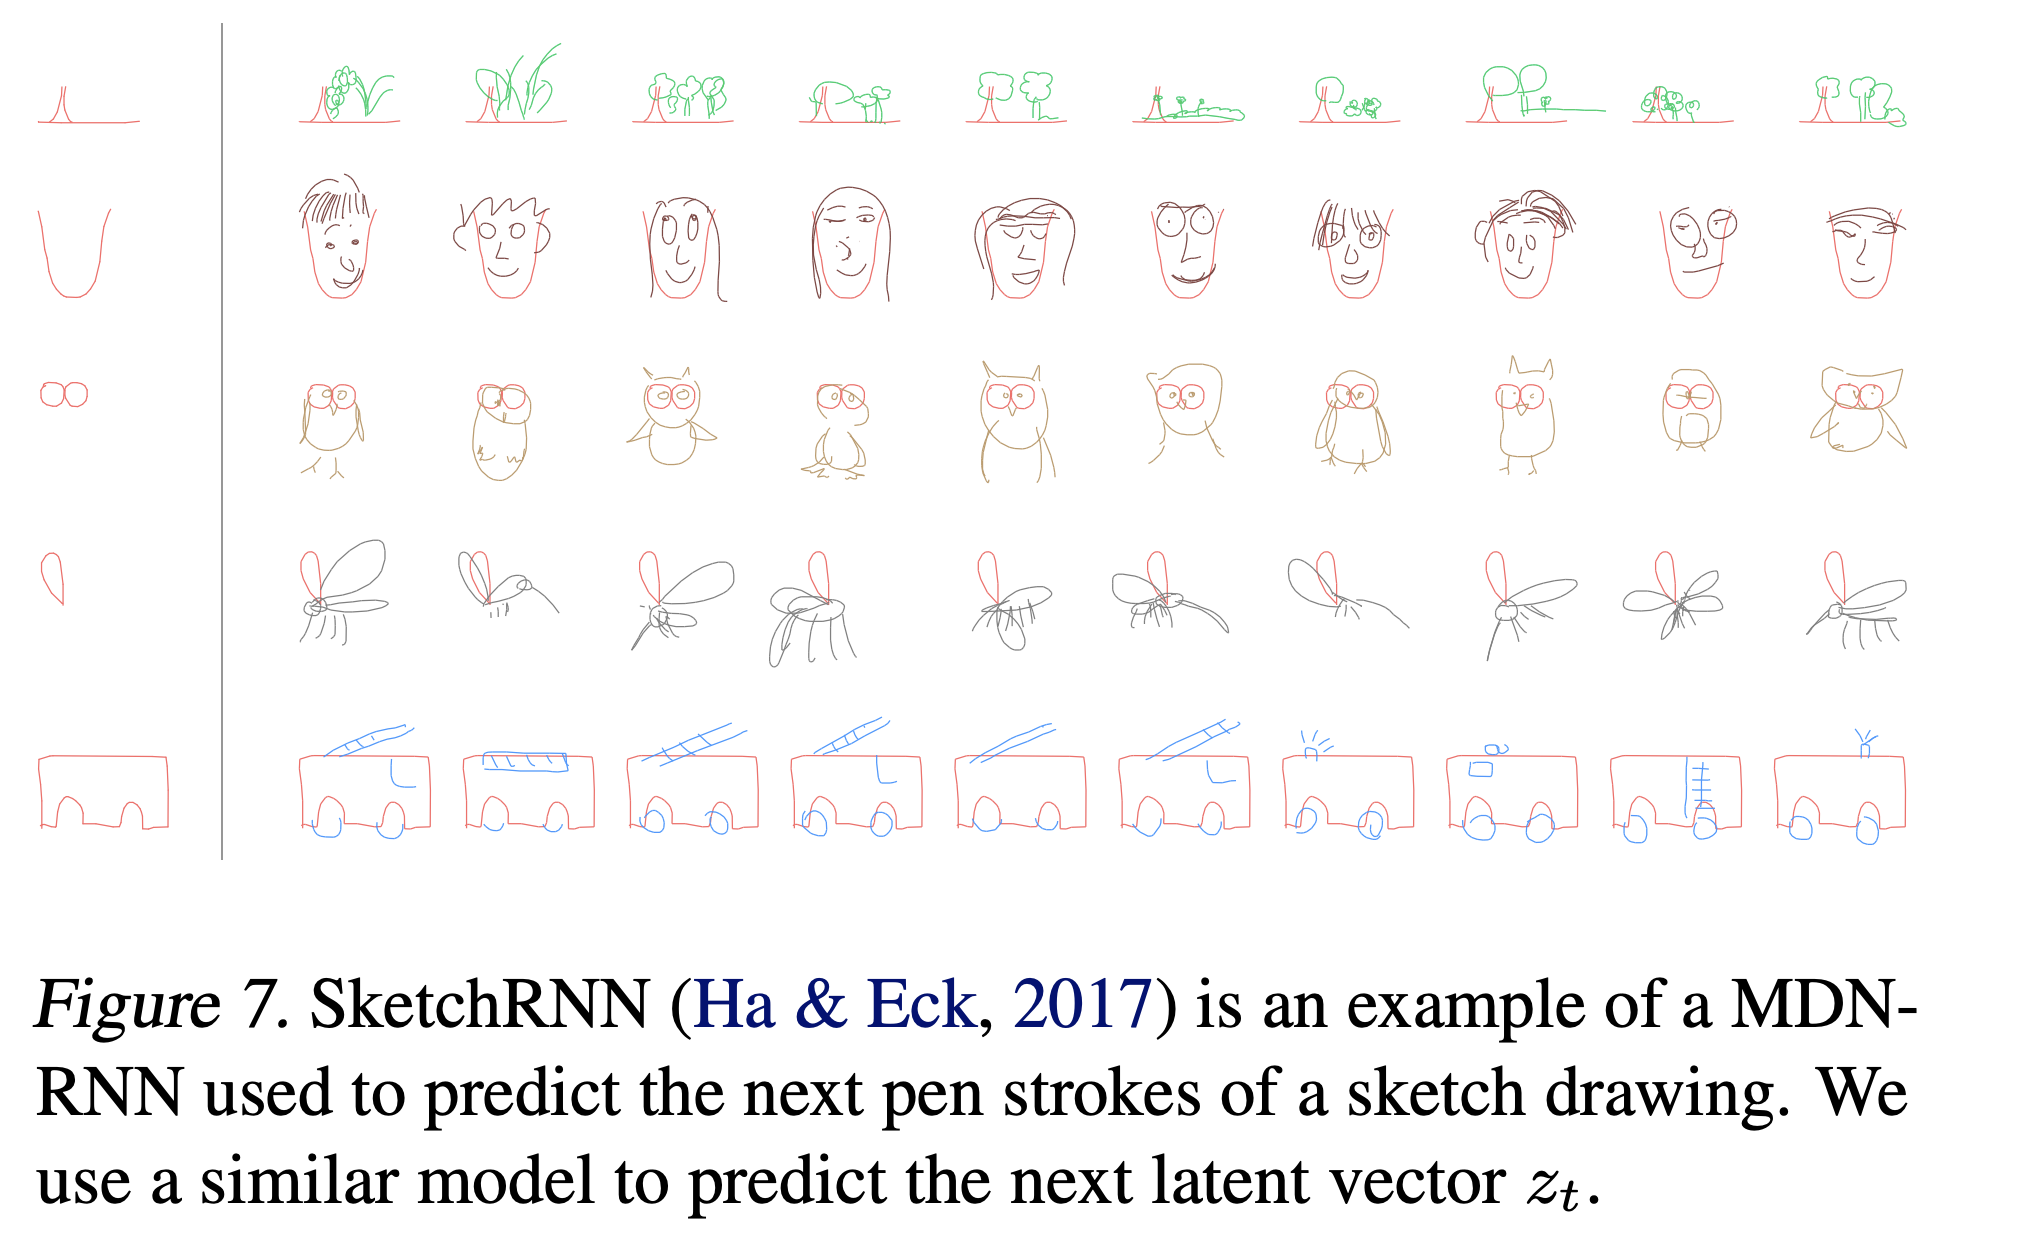 Figure 7. SketchRNN (Ha & Eck, 2017) is an example of a MDN-
RNN used to predict the next pen strokes of a sketch drawing. We
use a similar model to predict the next latent vector z_t.